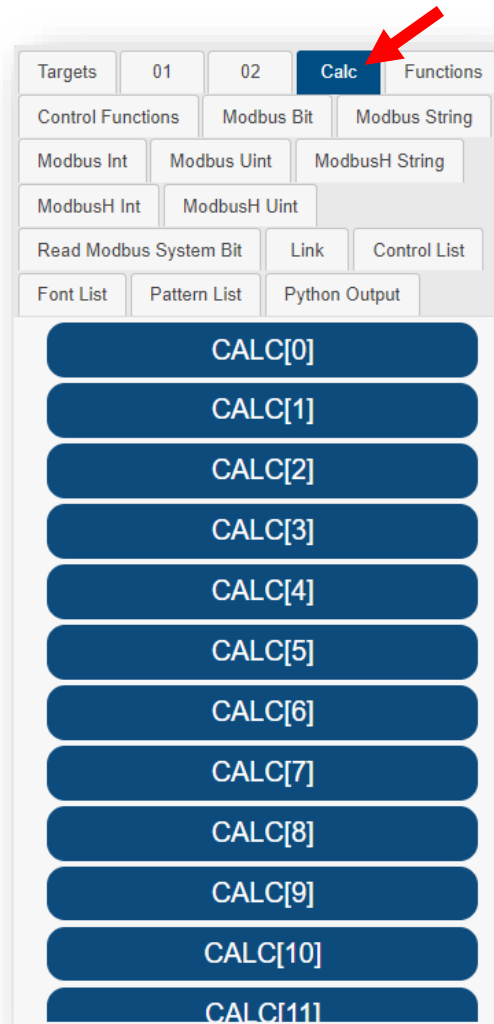 Targets 01 02 Calc Functions
Control Functions Modbus Bit Modbus String
Modbus Int Modbus Uint ModbusH String
ModbusH Int ModbusH Uint
Read Modbus System Bit Link Control List
Font List Pattern List Python Output
CALC[0]
CALC[1]
CALC[2]
CALC[3]
CALC[4]
CALC[5]
CALC[6]
CALC[7]
CALC[8]
CALC[9]
CALC[10]
CALC[11]